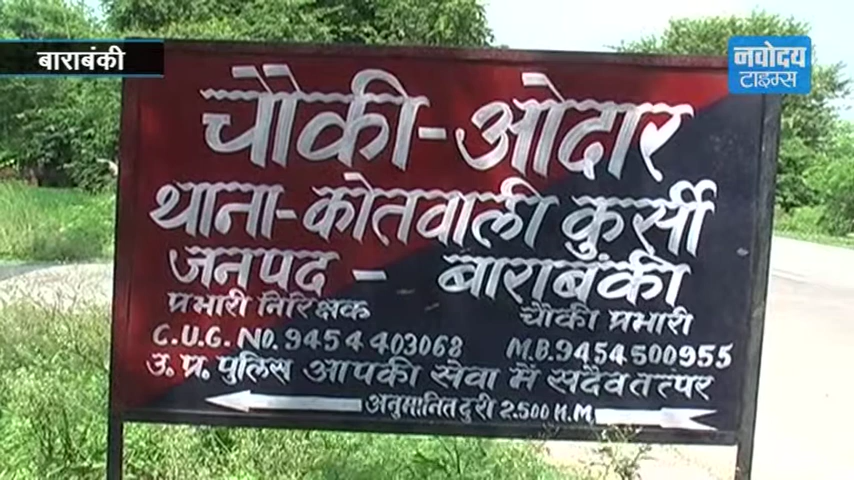 बाराबंकी
नवोदय
टाइम्स
चौकी-ओदार
थाना-कोतवाली कुर्सी
जनपद - बाराबंकी
प्रभारी निरिक्षक चौकी प्रभारी
C.U.G. NO. 9454403068 M.B. 9454500955
उ. प्र. पुलिस आपकी सेवा में सदैव तत्पर
अनुमानित दुरी 2.500 K.M.